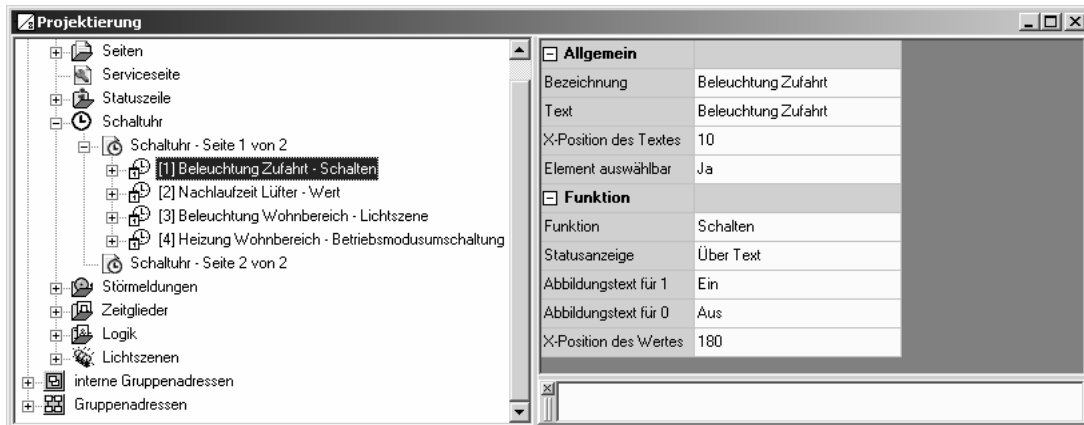 Projektierung
Seiten
Serviceseite
Statuszeile
Schaltuhr
Schaltuhr - Seite 1 von 2
[1] Beleuchtung Zufahrt - Schalten
[2] Nachlaufzeit Lüfter - Wert
[3] Beleuchtung Wohnbereich - Lichtszene
[4] Heizung Wohnbereich - Betriebsmodusumschaltung
Schaltuhr - Seite 2 von 2
Störmeldungen
Zeitglieder
Logik
Lichtszenen
interne Gruppenadressen
Gruppenadressen
Allgemein
Bezeichnung Beleuchtung Zufahrt
Text Beleuchtung Zufahrt
X-Position des Textes 10
Element auswählbar Ja
Funktion
Funktion Schalten
Statusanzeige Über Text
Abbildungstext für 1 Ein
Abbildungstext für 0 Aus
X-Position des Wertes 180